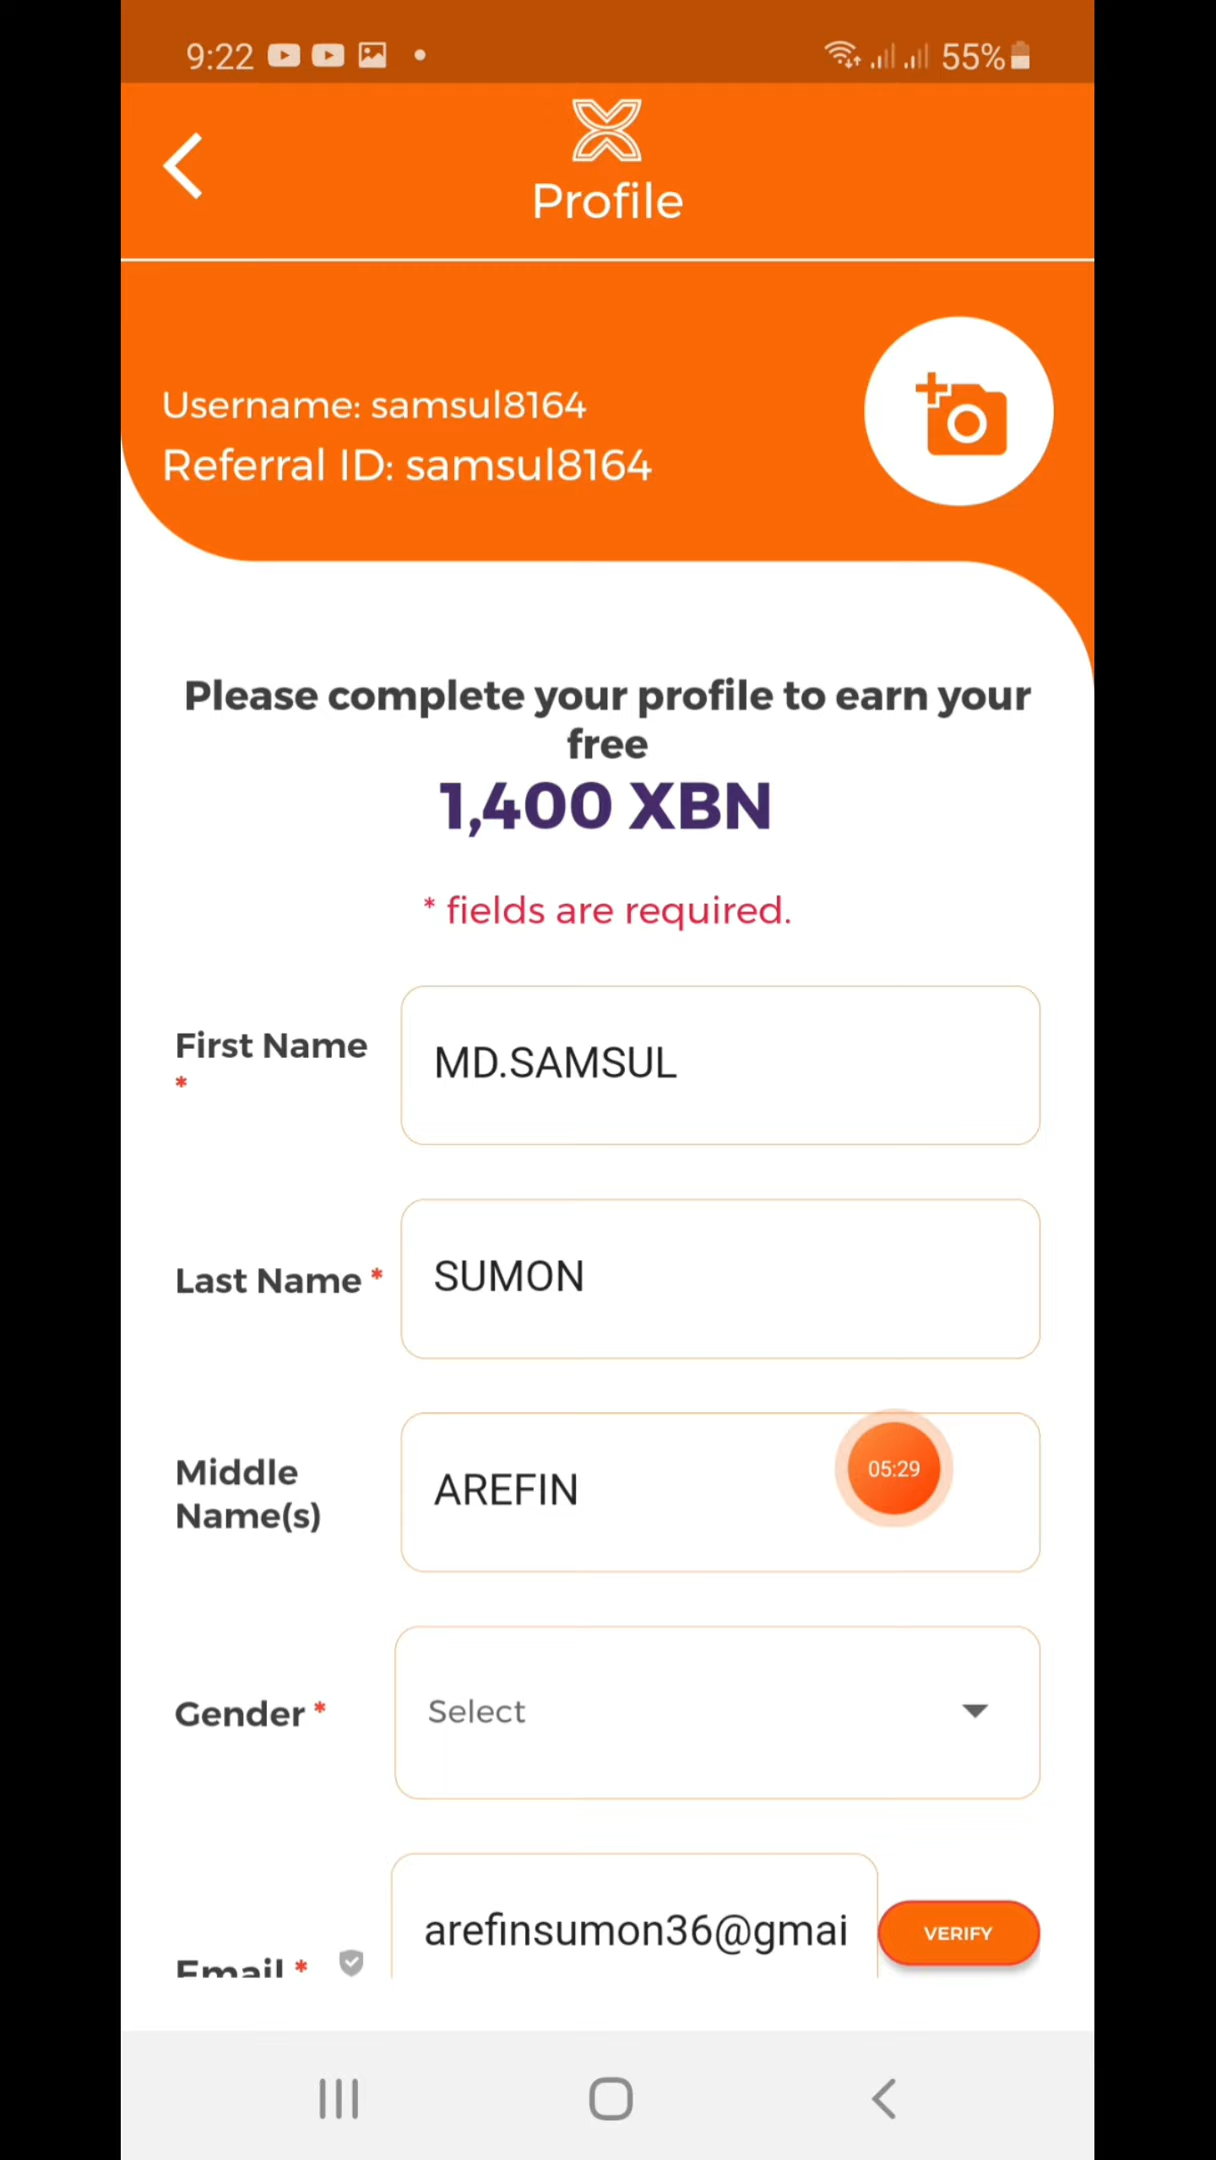 9:22
55%
Profile
Username: samsul8164
Referral ID: samsul8164
Please complete your profile to earn your
free
1,400 XBN
* fields are required.
First Name
*
MD.SAMSUL
Last Name *
SUMON
Middle
Name(s)
AREFIN
05:29
Gender *
Select
Email *
arefinsumon36@gmai
VERIFY